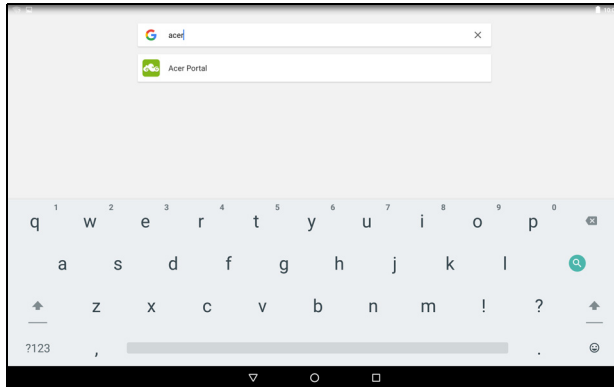 acer
Acer Portal
1 2 3 4 5 6 7 8 9 0
q w e r t y u i o p
a s d f g h j k l
z x c v b n m ! ?
?123 , .